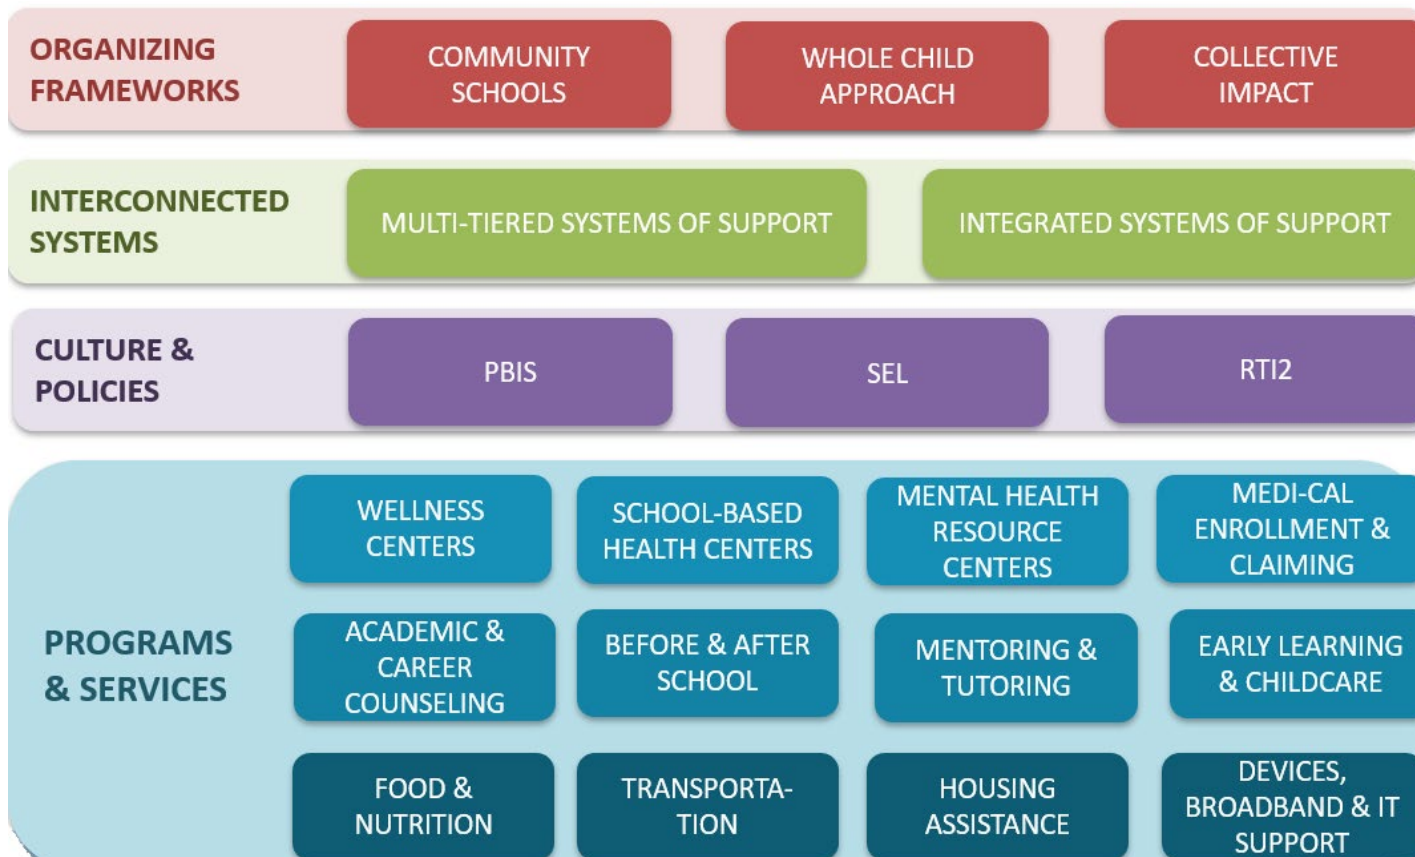 ORGANIZING
FRAMEWORKS
COMMUNITY
SCHOOLS
WHOLE CHILD
APPROACH
COLLECTIVE
IMPACT
INTERCONNECTED
SYSTEMS
MULTI-TIERED SYSTEMS OF SUPPORT
INTEGRATED SYSTEMS OF SUPPORT
CULTURE &
POLICIES
PBIS
SEL
RTI2
PROGRAMS
& SERVICES
WELLNESS
CENTERS
SCHOOL-BASED
HEALTH CENTERS
MENTAL HEALTH
RESOURCE
CENTERS
MEDI-CAL
ENROLLMENT &
CLAIMING
ACADEMIC &
CAREER
COUNSELING
BEFORE & AFTER
SCHOOL
MENTORING &
TUTORING
EARLY LEARNING
& CHILDCARE
FOOD &
NUTRITION
TRANSPORTA-
TION
HOUSING
ASSISTANCE
DEVICES,
BROADBAND & IT
SUPPORT